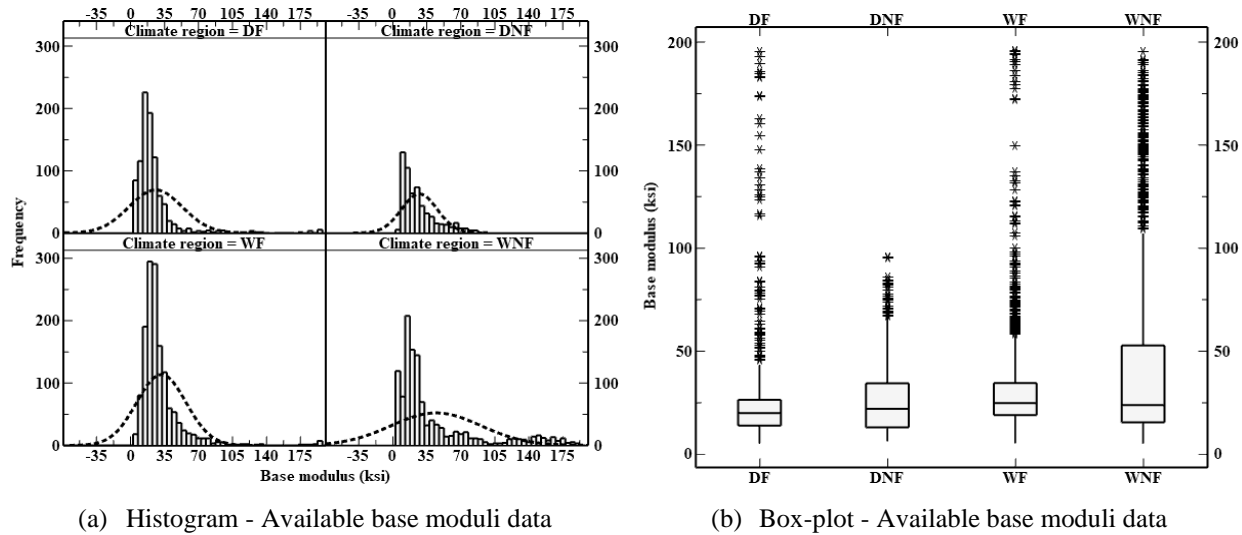 -35 0 35 70 105 140 175 -35 0 35 70 105 140 175
Climate region = DF Climate region = DNF
300 300
200 200
100 100
0 0
Climate region = WF Climate region = WNF
300 300
200 200
100 100
0 0
-35 0 35 70 105 140 175 -35 0 35 70 105 140 175
Frequency
Base modulus (ksi)
(a) Histogram - Available base moduli data
DF DNF WF WNF
200 200
150 150
100 100
50 50
0 0
DF DNF WF WNF
Base modulus (ksi)
(b) Box-plot - Available base moduli data